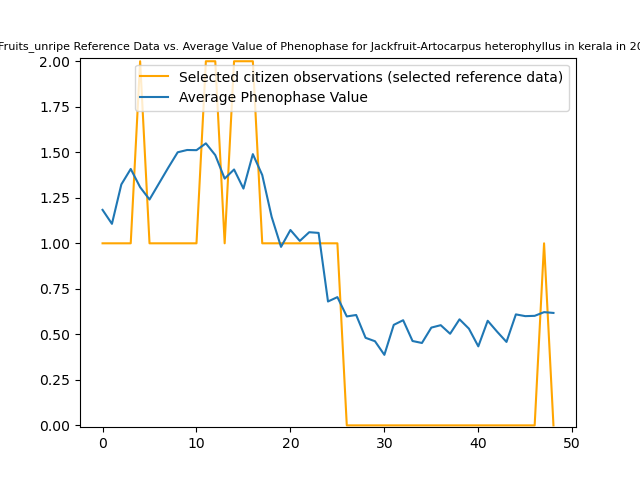 Fruits_unripe Reference Data vs. Average Value of Phenophase for Jackfruit-Artocarpus heterophyllus in kerala in 20
Selected citizen observations (selected reference data)
Average Phenophase Value
2.00
1.75
1.50
1.25
1.00
0.75
0.50
0.25
0.00
0 10 20 30 40 50